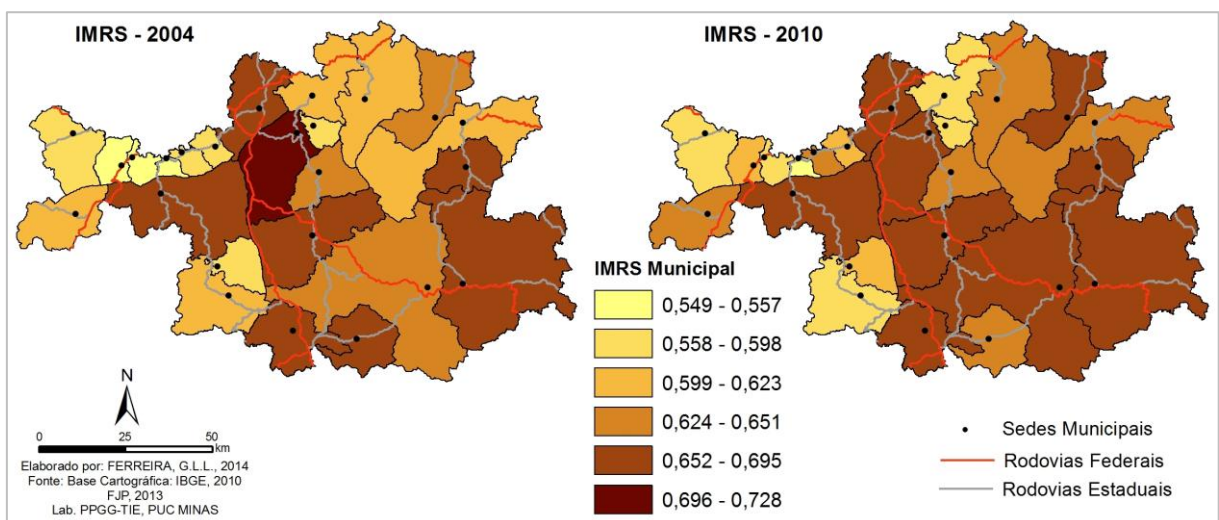 IMRS - 2004
IMRS - 2010
IMRS Municipal
0,549 - 0,557
0,558 - 0,598
0,599 - 0,623
0,624 - 0,651
0,652 - 0,695
0,696 - 0,728
N
0 25 50
km
Elaborado por: FERREIRA, G.L.L., 2014
Fonte: Base Cartográfica: IBGE, 2010
FJP, 2013
Lab. PPGG-TIE, PUC MINAS
Sedes Municipais
Rodovias Federais
Rodovias Estaduais